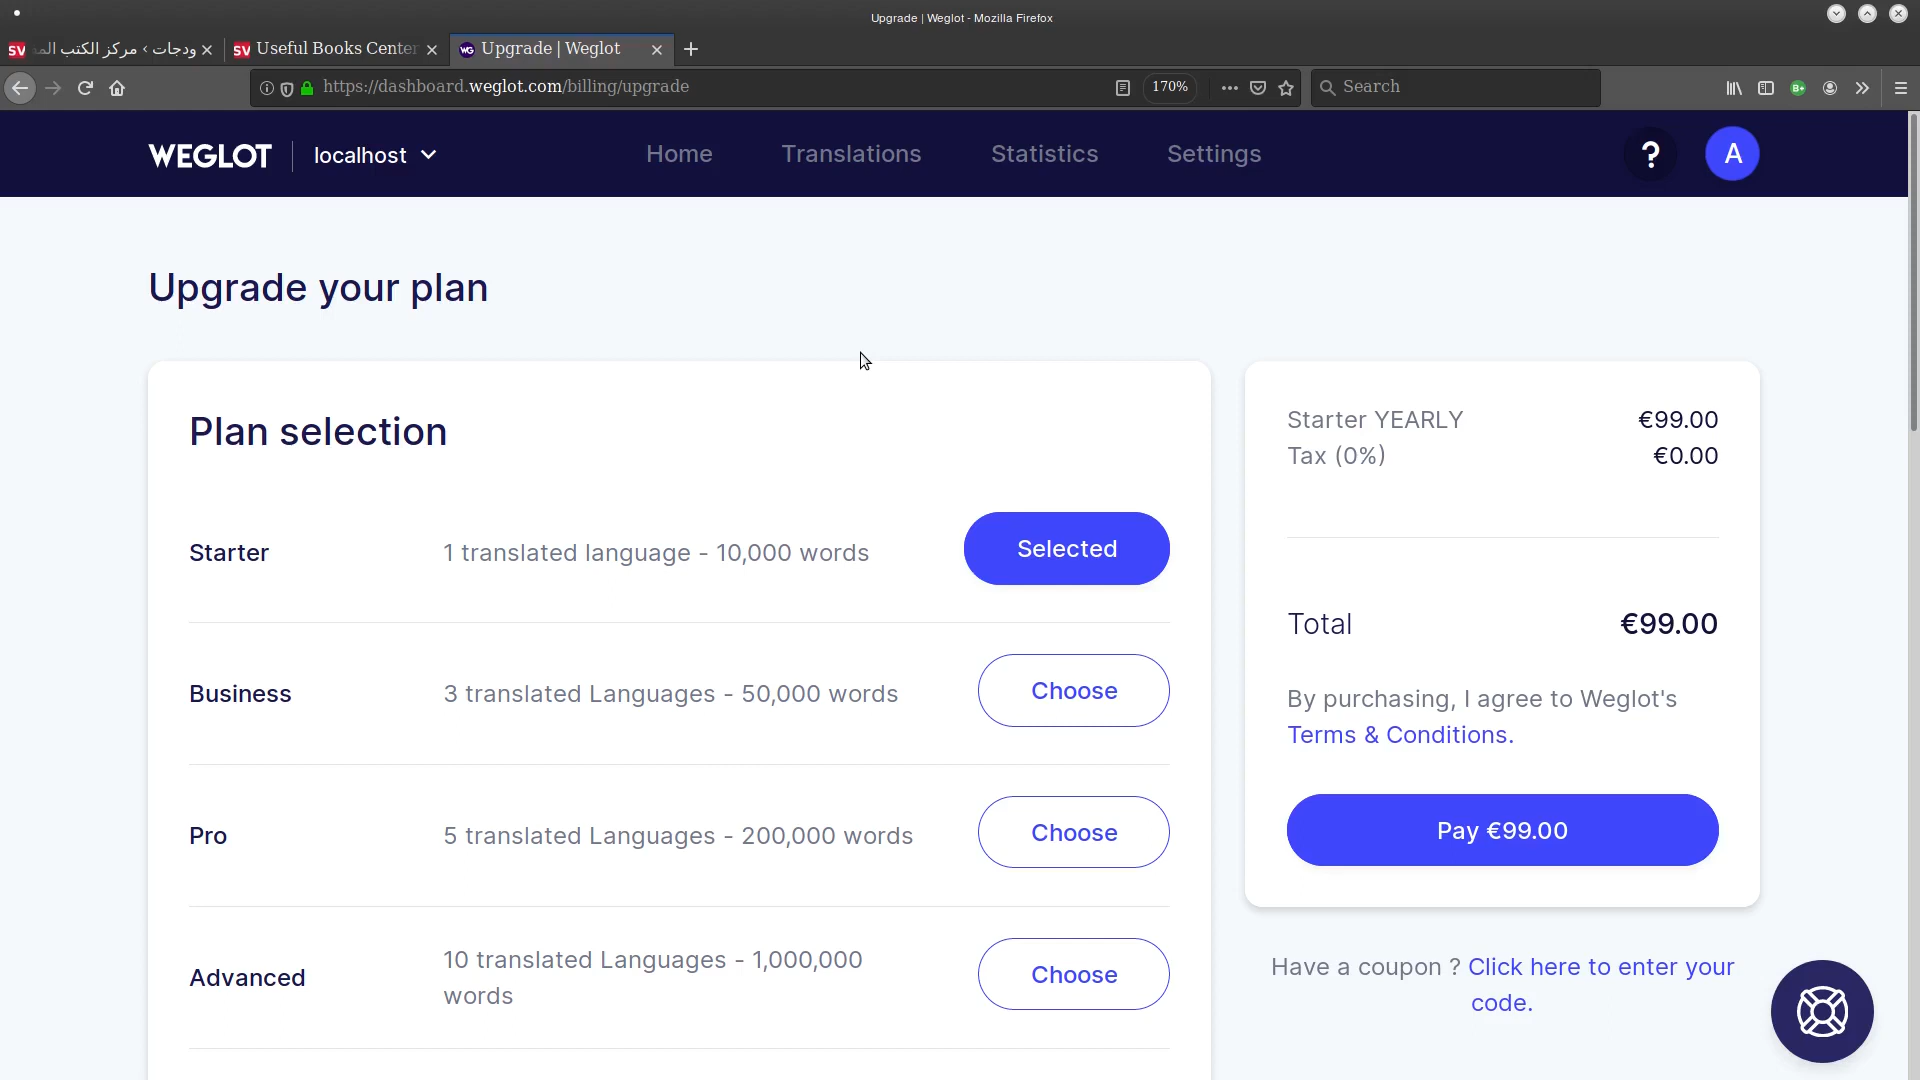 Upgrade | Weglot - Mozilla Firefox
ودجات ‹ مركز الكتب المف
Useful Books Center
Upgrade | Weglot
https://dashboard.weglot.com/billing/upgrade
170%
Search
WEGLOT
localhost
Home
Translations
Statistics
Settings
?
A
Upgrade your plan
Plan selection
Starter
1 translated language - 10,000 words
Selected
Business
3 translated Languages - 50,000 words
Choose
Pro
5 translated Languages - 200,000 words
Choose
Advanced
10 translated Languages - 1,000,000
words
Choose
Starter YEARLY €99.00
Tax (0%) €0.00
Total €99.00
By purchasing, I agree to Weglot's
Terms & Conditions.
Pay €99.00
Have a coupon ? Click here to enter your
code.